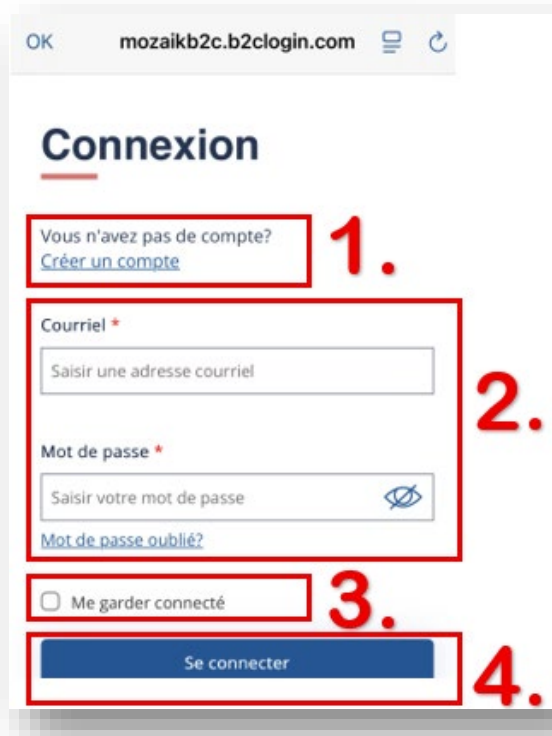 OK mozaikb2c.b2clogin.com
Connexion
Vous n'avez pas de compte?
Créer un compte
1.
Courriel *
Saisir une adresse courriel
2.
Mot de passe *
Saisir votre mot de passe
Mot de passe oublié?
Me garder connecté
3.
Se connecter
4.